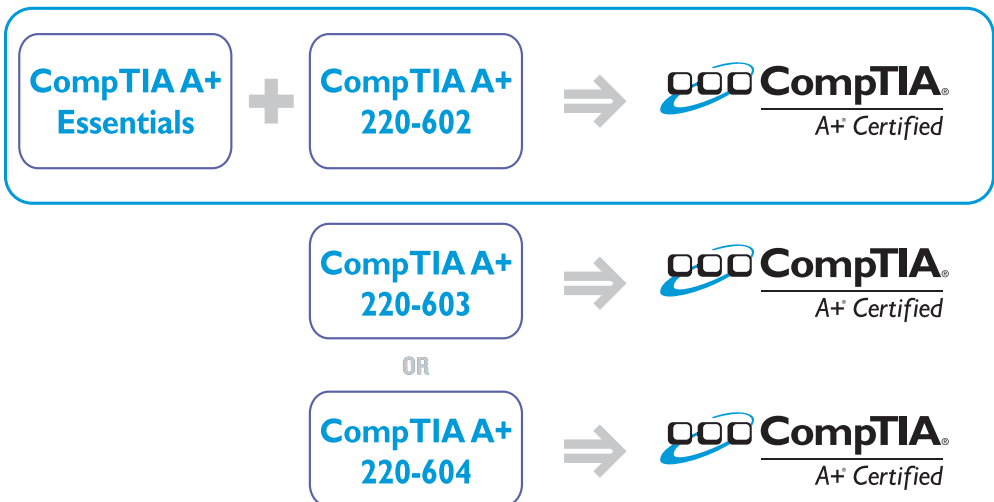 CompTIA A+
Essentials
CompTIA A+
220-602
CompTIA®
A+® Certified
CompTIA A+
220-603
CompTIA®
A+® Certified
OR
CompTIA A+
220-604
CompTIA®
A+® Certified